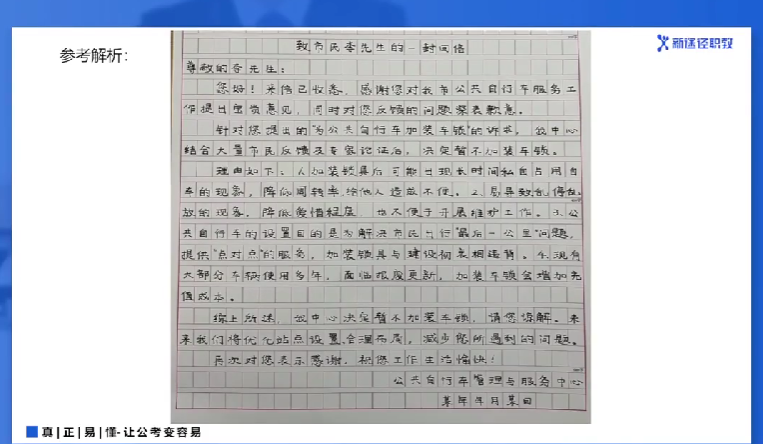 参考解析：
新途径职教
致市民李先生的一封回信
尊敬的李先生：
您好！来信已收悉，感谢您对我市公共自行车服务工
作提出宝贵意见，同时对您反馈的问题深表歉意。
针对您提出的"为公共自行车加装车锁"的诉求，我中心
结合大量市民反馈及专家论证后，决定暂不加装车锁。
理由如下：1.加装锁具后可能出现长时间私自占用自
车的现象，降低周转率，给他人造成不便。2.易导致乱停乱
放的现象，降低爱惜程度，也不便于开展维护工作。3.公
共自行车的设置目的是为解决市民出行"最后一公里"问题，
提供"点对点"的服务，加装锁具与建设初衷相违背。4.现有
大部分车辆使用多年，面临报废更新，加装车锁会增加充
值成本。
综上所述，我中心决定暂不加装车锁，请您谅解。未
来我们将优化站点设置，合理布局，减少您所遇到的问题。
再次对您表示感谢，祝您工作生活愉快！
公共自行车管理与服务中心
某年某月某日
真|正|易|懂-让公考变容易